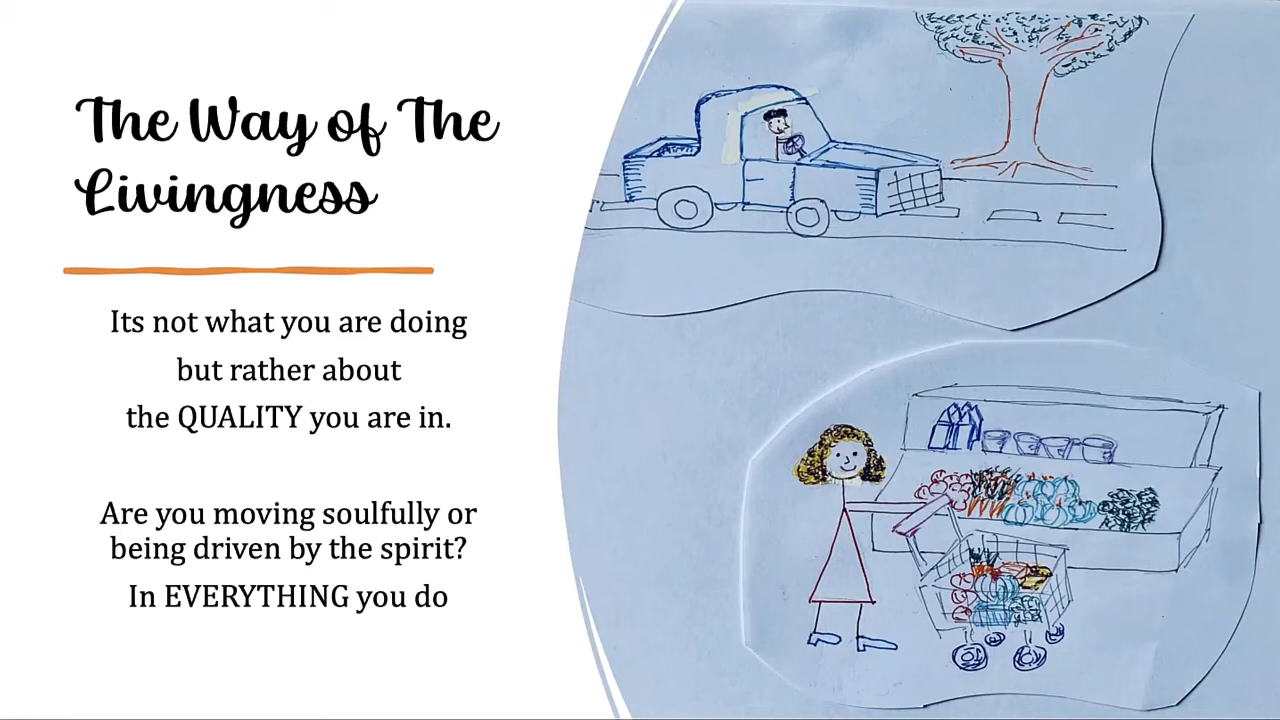 The Way of The
Livingness
Its not what you are doing
but rather about
the QUALITY you are in.
Are you moving soulfully or
being driven by the spirit?
In EVERYTHING you do